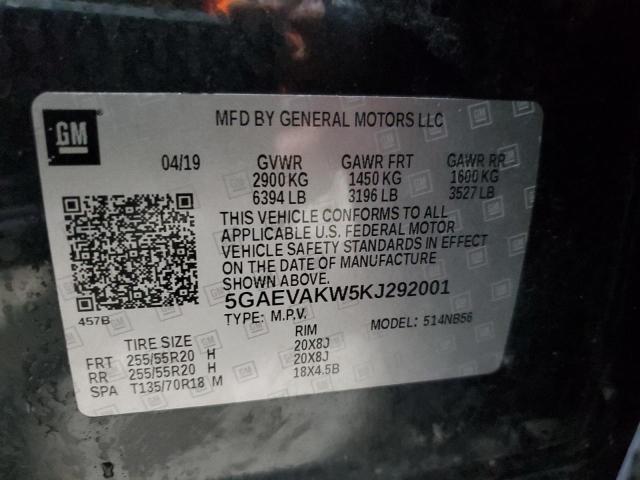 GM
MFD BY GENERAL MOTORS LLC
04/19 GVWR GAWR FRT GAWR RR
2900 KG 1450 KG 1600 KG
6394 LB 3196 LB 3527 LB
THIS VEHICLE CONFORMS TO ALL
APPLICABLE U.S. FEDERAL MOTOR
VEHICLE SAFETY STANDARDS IN EFFECT
ON THE DATE OF MANUFACTURE
SHOWN ABOVE.
457B
5GAEVAKW5KJ292001
TYPE: M.P.V. MODEL: 514NB56
TIRE SIZE RIM
FRT 255/55R20 H 20X8J
RR 255/55R20 H 20X8J
SPA T135/70R18 M 18X4.5B